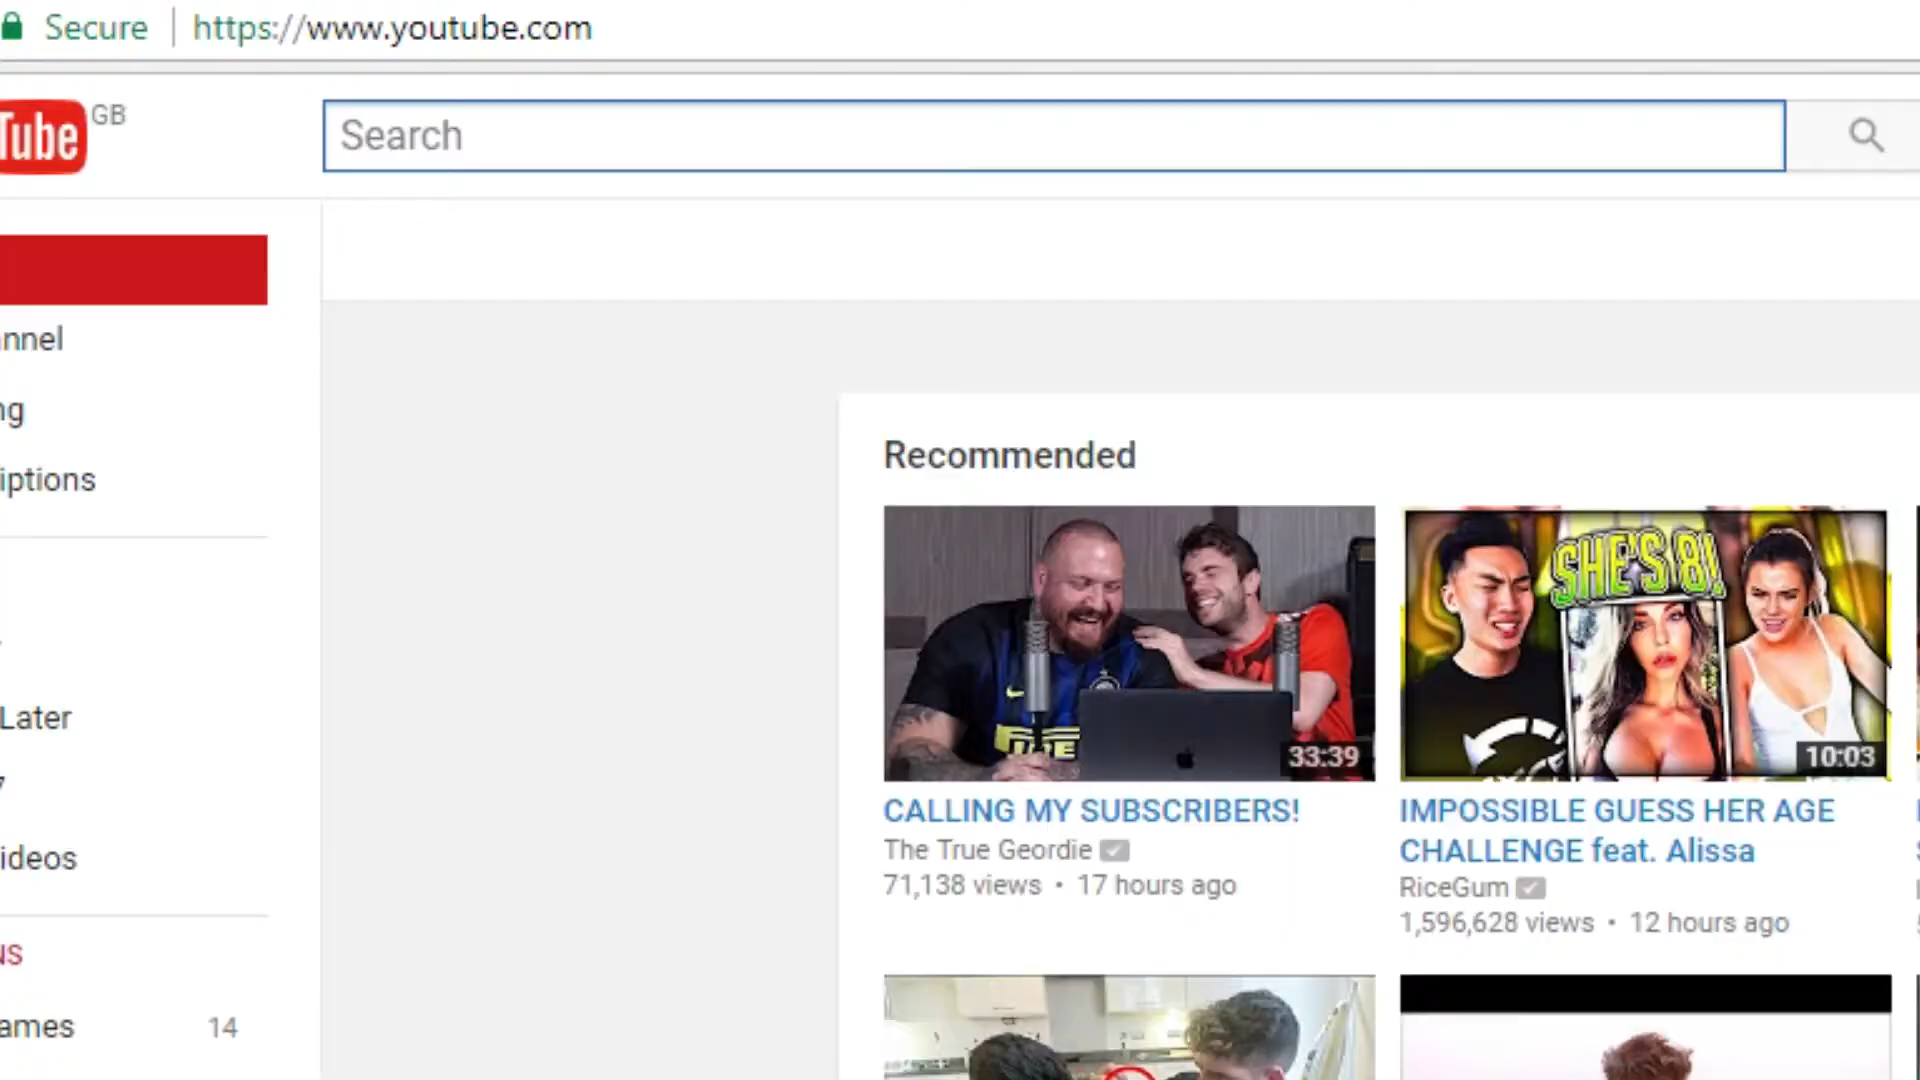 Secure https://www.youtube.com
Tube GB
Search
nnel
ng
iptions
Later
ideos
NS
ames 14
Recommended
SHE'S 8!
33:39
10:03
CALLING MY SUBSCRIBERS!
The True Geordie
71,138 views • 17 hours ago
IMPOSSIBLE GUESS HER AGE
CHALLENGE feat. Alissa
RiceGum
1,596,628 views • 12 hours ago